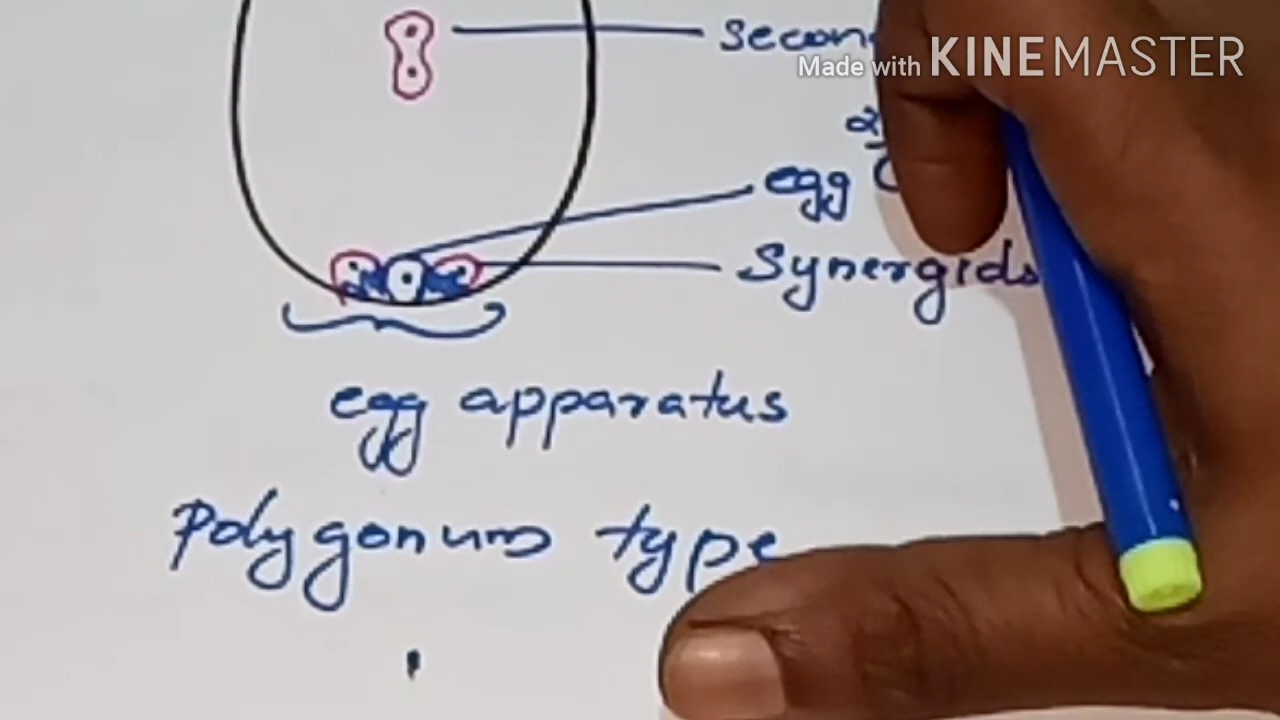 Made with KINEMASTER
egg
Synergids
egg apparatus
Polygonum type